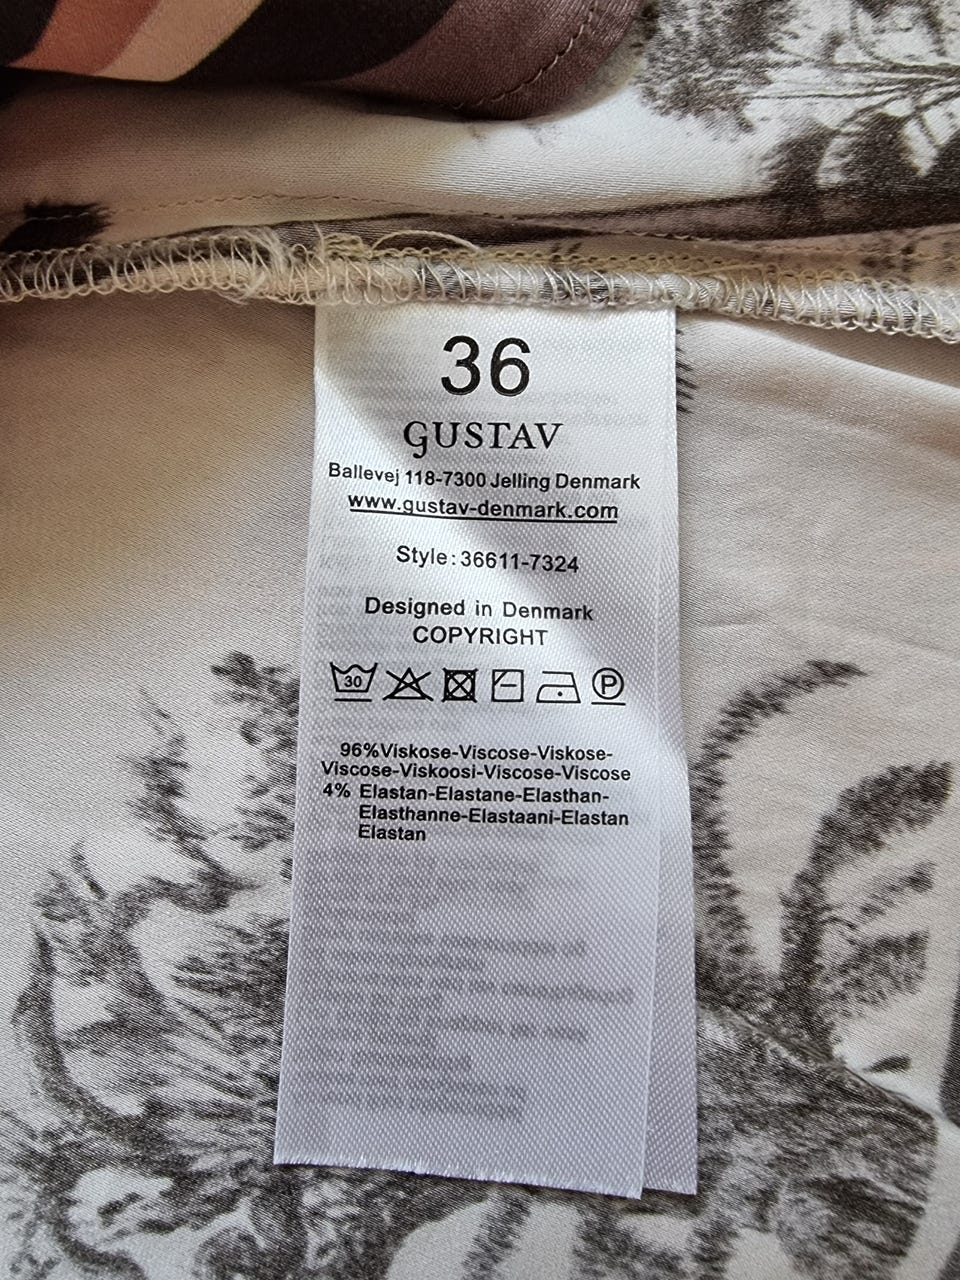 36
GUSTAV
Ballevej 118-7300 Jelling Denmark
www.gustav-denmark.com
Style:36611-7324
Designed in Denmark
COPYRIGHT
30 P
96%Viskose-Viscose-Viskose-
Viscose-Viskoosi-Viscose-Viscose
4% Elastan-Elastane-Elasthan-
Elasthanne-Elastaani-Elastan
Elastan